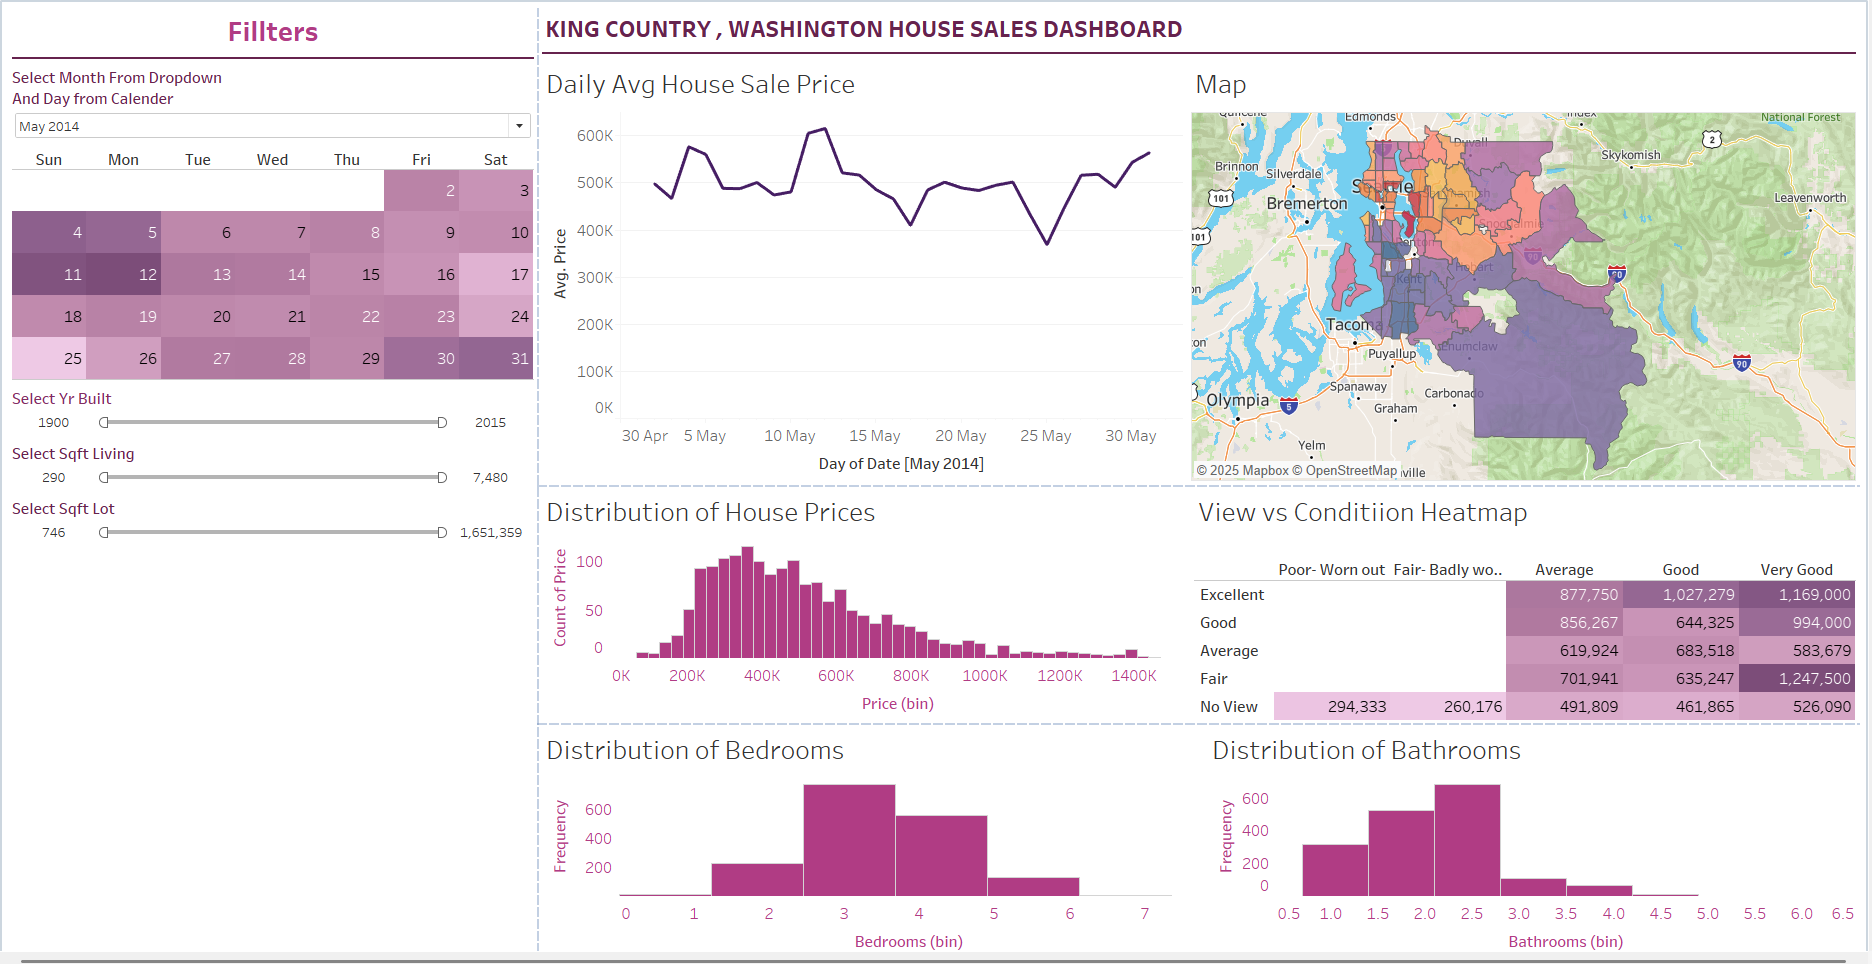 Fillters
Select Month From Dropdown
And Day from Calender
May 2014
Sun Mon Tue Wed Thu Fri Sat
2 3
4 5 6 7 8 9 10
11 12 13 14 15 16 17
18 19 20 21 22 23 24
25 26 27 28 29 30 31
Select Yr Built
1900 2015
Select Sqft Living
290 7,480
Select Sqft Lot
746 1,651,359
KING COUNTRY , WASHINGTON HOUSE SALES DASHBOARD
Daily Avg House Sale Price
Avg. Price
600K
500K
400K
300K
200K
100K
0K
30 Apr 5 May 10 May 15 May 20 May 25 May 30 May
Day of Date [May 2014]
Map
Quilcene
Edmonds
Index
National Forest
Duvall
2
Brinnon
Silverdale
Skykomish
Seattle
Sammamish
101
Bremerton
Leavenworth
Snoqualmie
101
Renton
90
Hobart
90
Kent
Tacoma
Enumclaw
Puyallup
90
Spanaway
Carbonado
Olympia
5
Graham
Yelm
© 2025 Mapbox © OpenStreetMap
ville
Distribution of House Prices
Count of Price
100
50
0
0K 200K 400K 600K 800K 1000K 1200K 1400K
Price (bin)
View vs Conditiion Heatmap
Poor- Worn out Fair- Badly wo.. Average Good Very Good
Excellent 877,750 1,027,279 1,169,000
Good 856,267 644,325 994,000
Average 619,924 683,518 583,679
Fair 701,941 635,247 1,247,500
No View 294,333 260,176 491,809 461,865 526,090
Distribution of Bedrooms
Frequency
600
400
200
0 1 2 3 4 5 6 7
Bedrooms (bin)
Distribution of Bathrooms
Frequency
600
400
200
0
0.5 1.0 1.5 2.0 2.5 3.0 3.5 4.0 4.5 5.0 5.5 6.0 6.5
Bathrooms (bin)